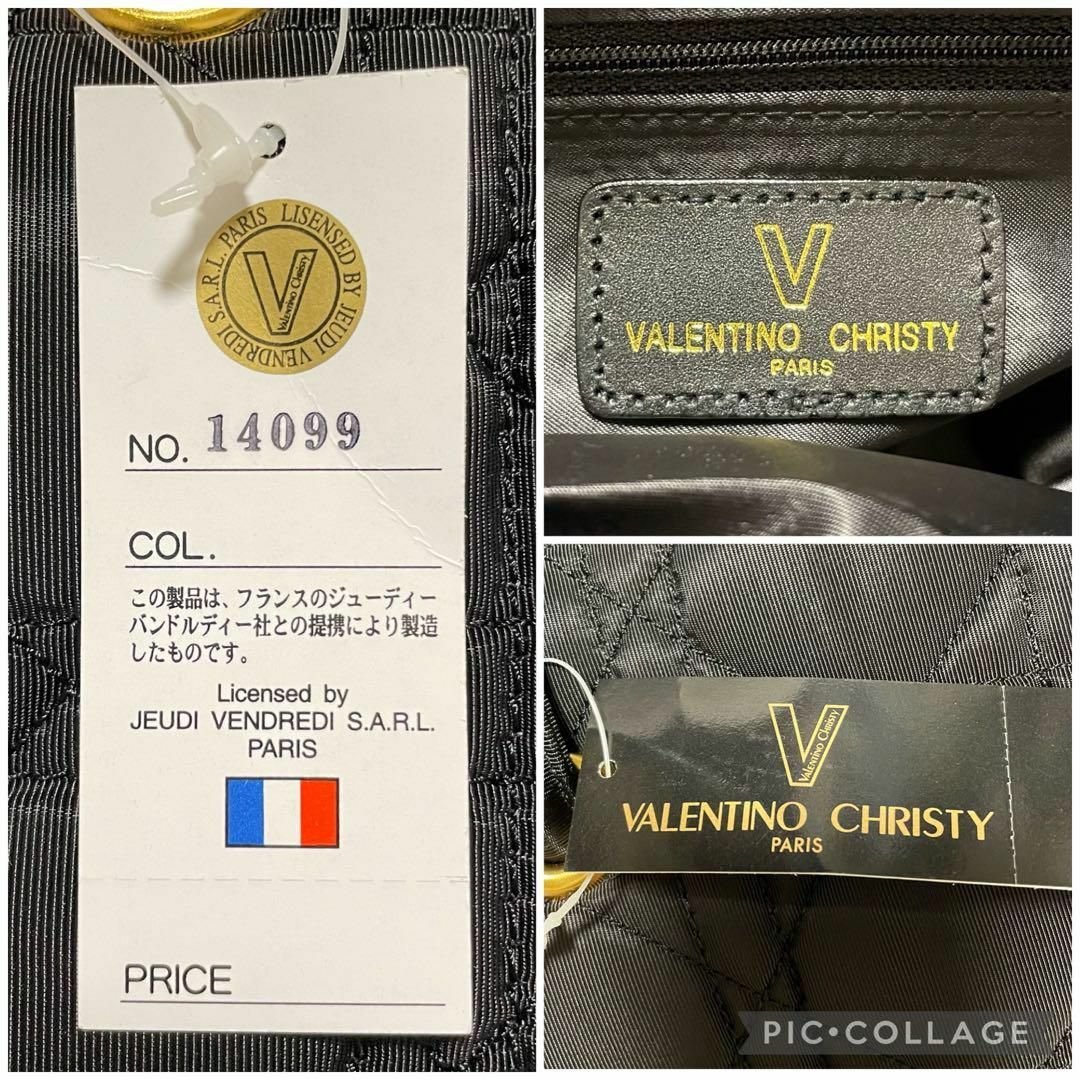 PARIS LISENSED BY JEUDI VENDREDI S.A.R.L.
V
VALENTINO CHRISTY
NO. 14099
COL.
この製品は、フランスのジューディー
バンドルディー社との提携により製造
したものです。
Licensed by
JEUDI VENDREDI S.A.R.L.
PARIS
PRICE
V
VALENTINO CHRISTY
PARIS
V
VALENTINO CHRISTY
VALENTINO CHRISTY
PARIS
PIC•COLLAGE